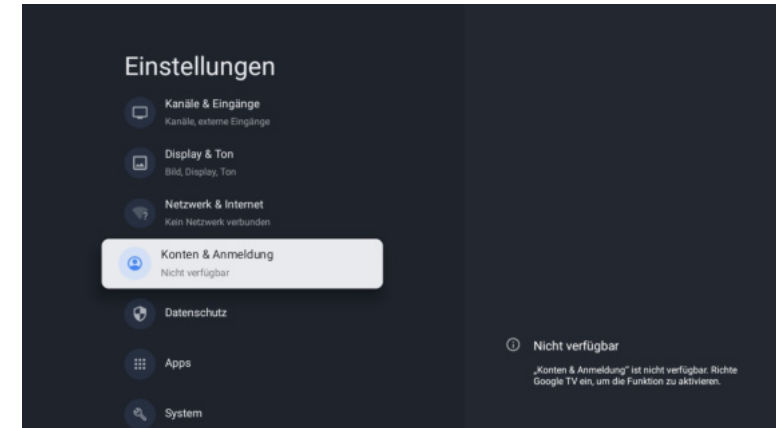 Einstellungen
Kanäle & Eingänge
Kanäle, externe Eingänge
Display & Ton
Bild, Display, Ton
Netzwerk & Internet
Kein Netzwerk verbunden
Konten & Anmeldung
Nicht verfügbar
Datenschutz
Apps
System
Nicht verfügbar
„Konten & Anmeldung" ist nicht verfügbar. Richte
Google TV ein, um die Funktion zu aktivieren.